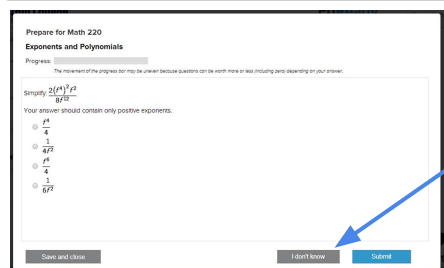 Prepare for Math 220
Exponents and Polynomials
Progress:
The movement of the progress bar may be uneven because questions can be worth more or less (including zero) depending on your answer.
Simplify: 2(f⁴)²f² / 8f¹²
Your answer should contain only positive exponents.
f⁴/4
1/4f²
f⁶/4
1/6f²
Save and close
I don't know
Submit